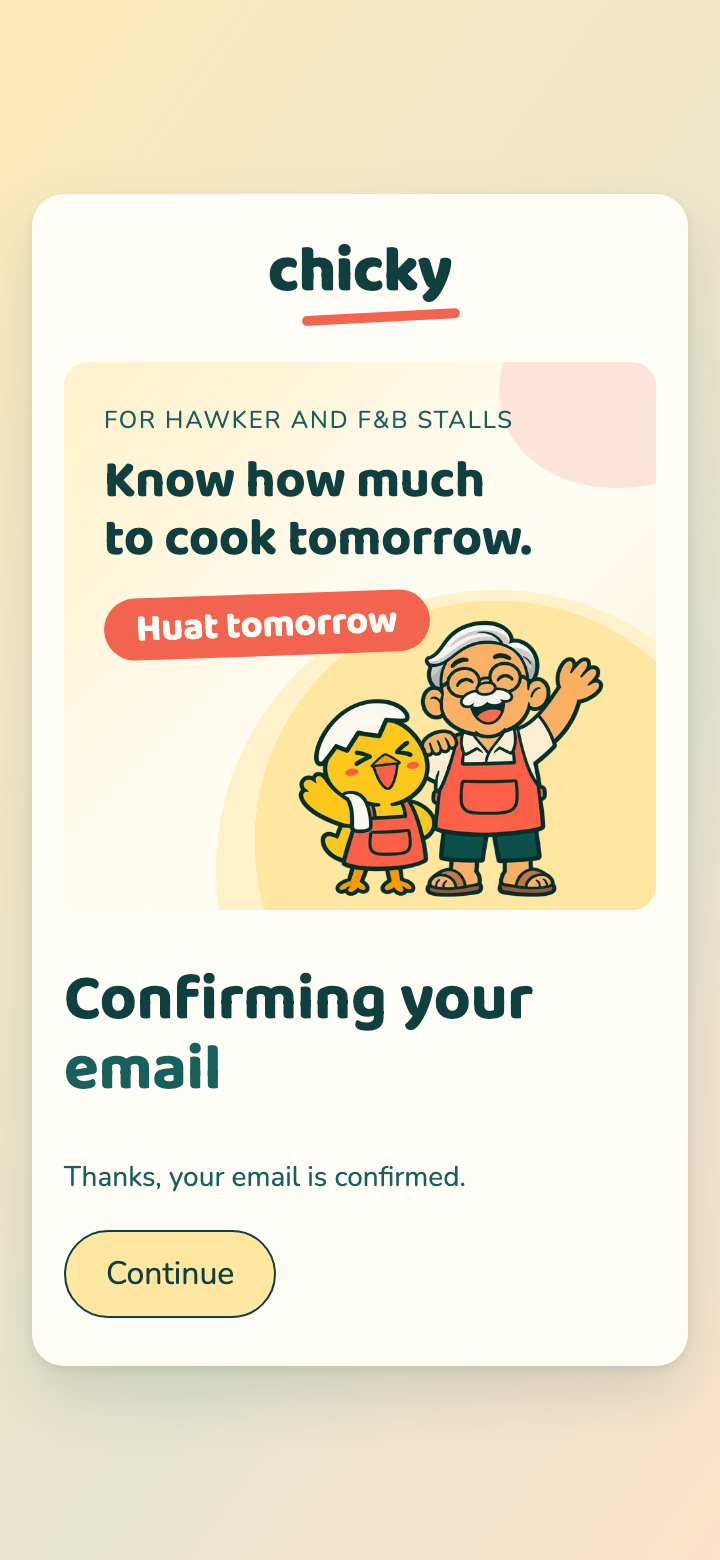 chicky
FOR HAWKER AND F&B STALLS
Know how much
to cook tomorrow.
Huat tomorrow
Confirming your
email
Thanks, your email is confirmed.
Continue